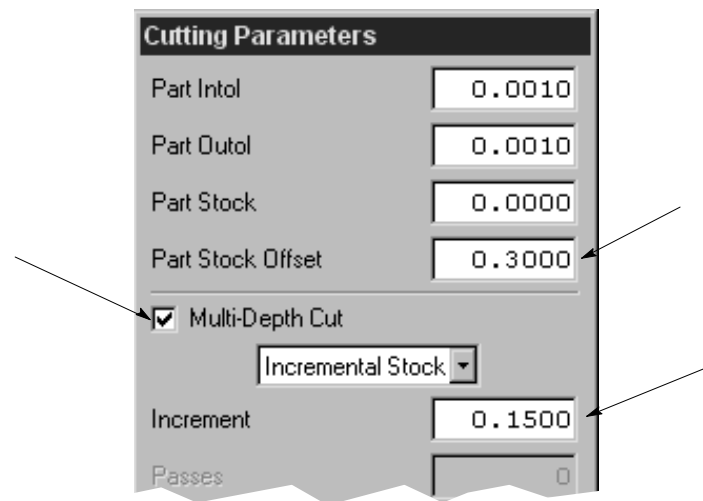 Cutting Parameters
Part Intol 0.0010
Part Outol 0.0010
Part Stock 0.0000
Part Stock Offset 0.3000
Multi-Depth Cut
Incremental Stock
Increment 0.1500
Passes 0